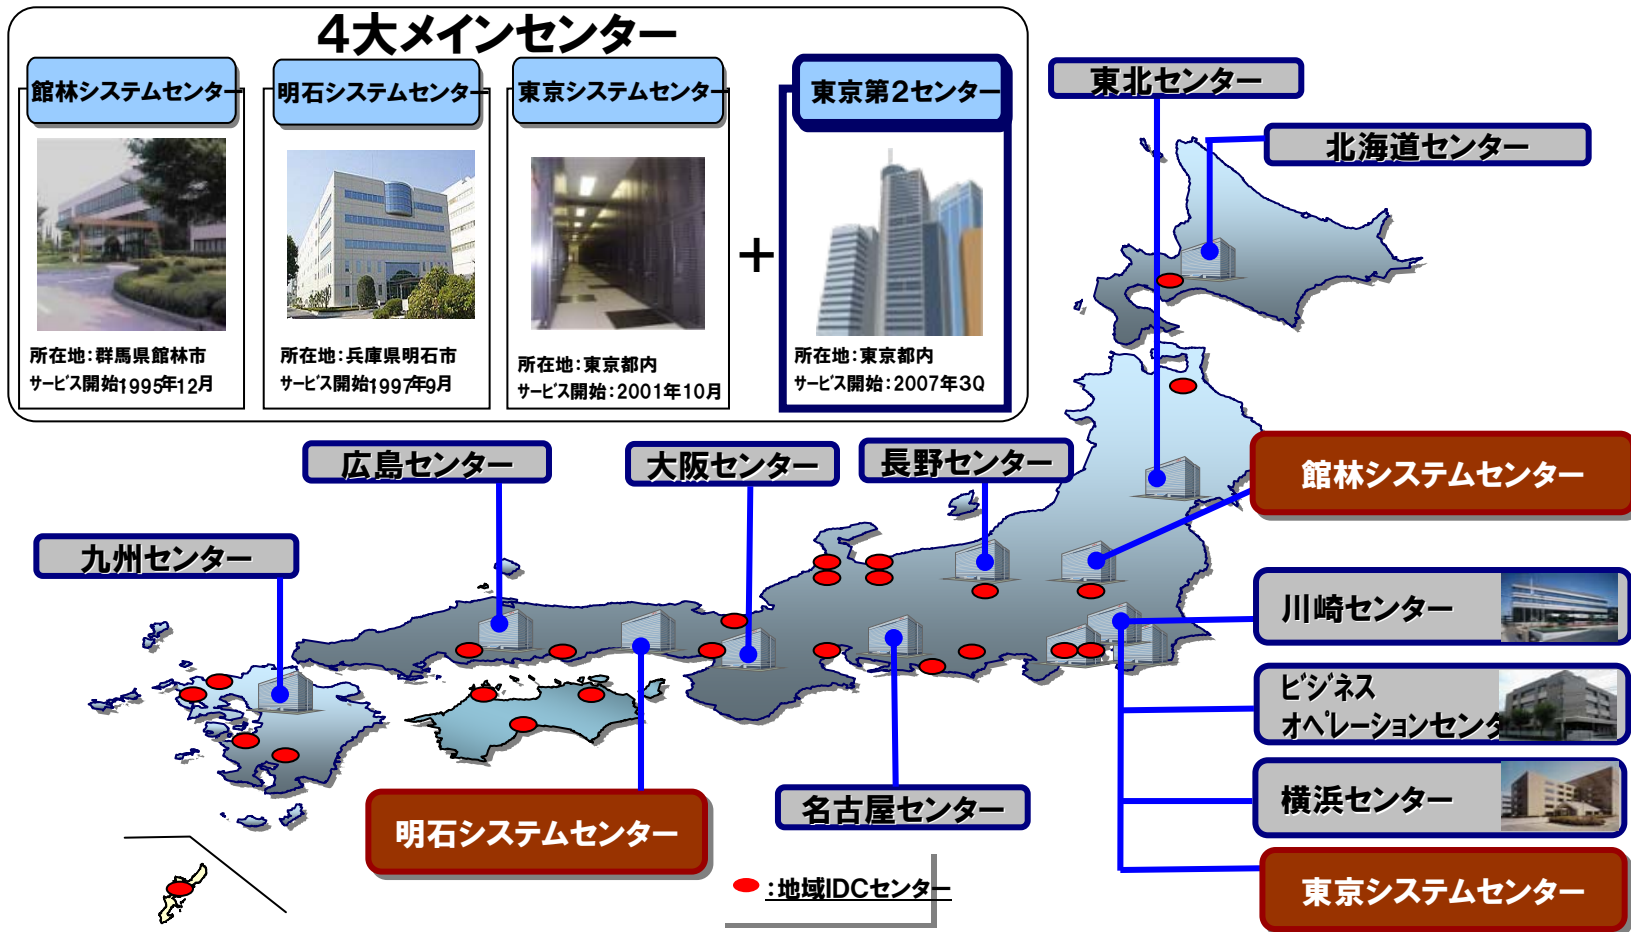 4大メインセンター
館林システムセンター
明石システムセンター
東京システムセンター
東京第2センター
+
所在地:群馬県館林市
サービス開始1995年12月
所在地:兵庫県明石市
サービス開始1997年9月
所在地:東京都内
サービス開始:2001年10月
所在地:東京都内
サービス開始:2007年3Q
東北センター
北海道センター
広島センター
大阪センター
長野センター
館林システムセンター
九州センター
川崎センター
ビジネス
オペレーションセンタ
横浜センター
名古屋センター
明石システムセンター
東京システムセンター
:地域IDCセンター